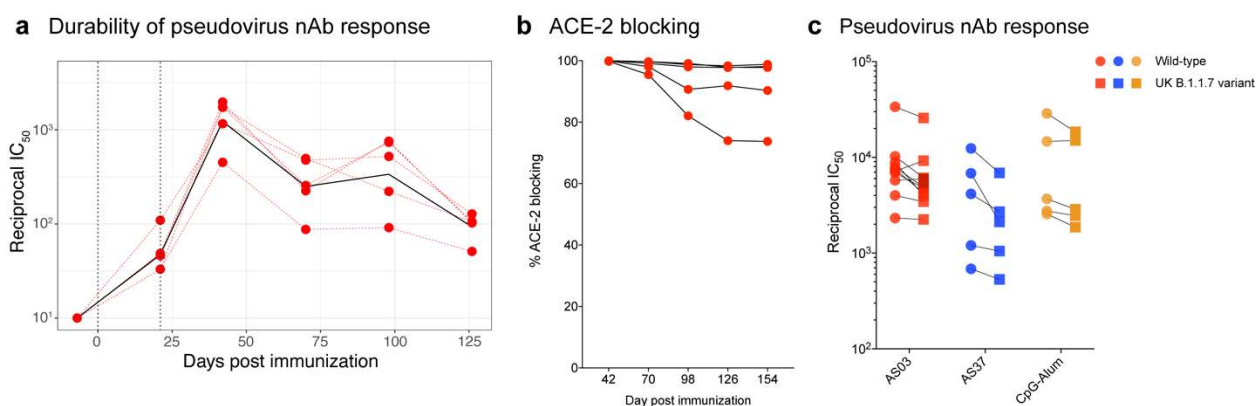 a Durability of pseudovirus nAb response
Reciprocal IC50
10³
10²
10¹
0 25 50 75 100 125
Days post immunization
b ACE-2 blocking
% ACE-2 blocking
100
80
60
40
20
0
42 70 98 126 154
Day post immunization
c Pseudovirus nAb response
Reciprocal IC50
10⁵
10⁴
10³
10²
AS03 AS37 CpG-Alum
Wild-type
UK B.1.1.7 variant